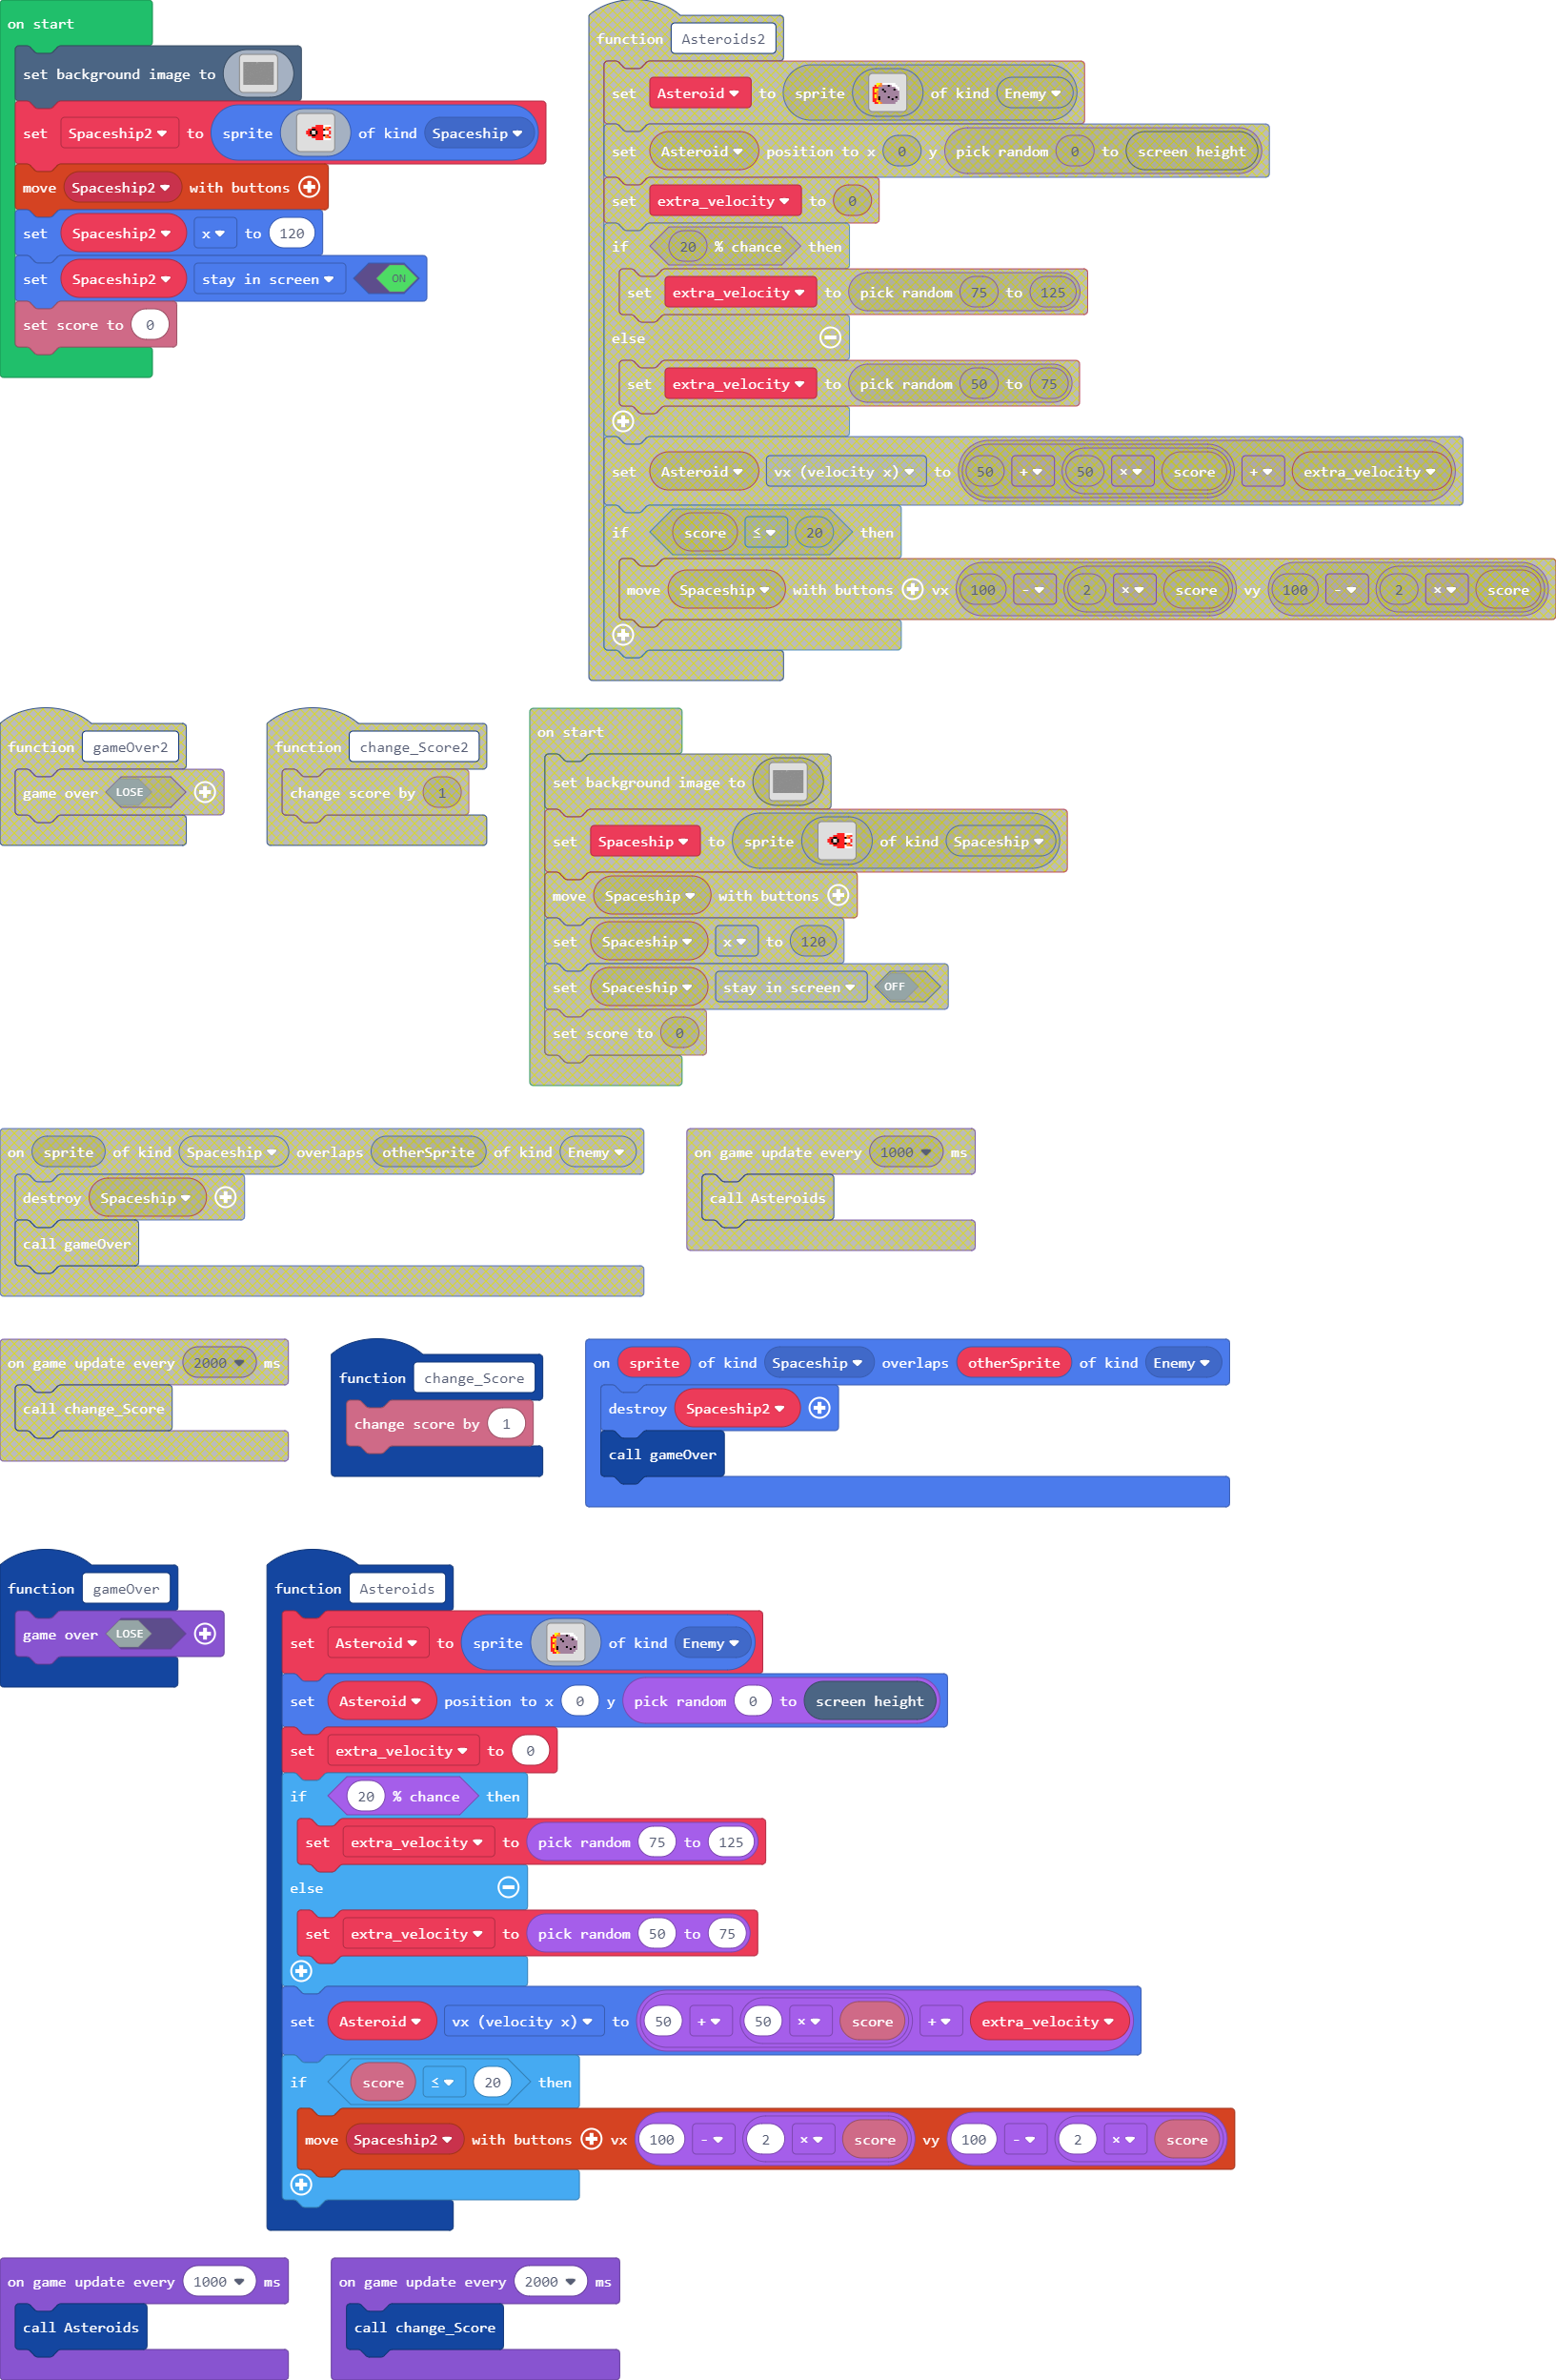 on start
set background image to
set Spaceship2 to sprite of kind Spaceship
move Spaceship2 with buttons
set Spaceship2 x to 120
set Spaceship2 stay in screen ON
set score to 0
function Asteroids2
set Asteroid to sprite of kind Enemy
set Asteroid position to x 0 y pick random 0 to screen height
set extra_velocity to 0
if 20 % chance then
set extra_velocity to pick random 75 to 125
else
set extra_velocity to pick random 50 to 75
set Asteroid vx (velocity x) to 50 + 50 × score + extra_velocity
if score ≤ 20 then
move Spaceship with buttons vx 100 - 2 × score vy 100 - 2 × score
function gameOver2
game over LOSE
function change_Score2
change score by 1
on start
set background image to
set Spaceship to sprite of kind Spaceship
move Spaceship with buttons
set Spaceship x to 120
set Spaceship stay in screen OFF
set score to 0
on sprite of kind Spaceship overlaps otherSprite of kind Enemy
destroy Spaceship
call gameOver
on game update every 1000 ms
call Asteroids
on game update every 2000 ms
call change_Score
function change_Score
change score by 1
on sprite of kind Spaceship overlaps otherSprite of kind Enemy
destroy Spaceship2
call gameOver
function gameOver
game over LOSE
function Asteroids
set Asteroid to sprite of kind Enemy
set Asteroid position to x 0 y pick random 0 to screen height
set extra_velocity to 0
if 20 % chance then
set extra_velocity to pick random 75 to 125
else
set extra_velocity to pick random 50 to 75
set Asteroid vx (velocity x) to 50 + 50 × score + extra_velocity
if score ≤ 20 then
move Spaceship2 with buttons vx 100 - 2 × score vy 100 - 2 × score
on game update every 1000 ms
call Asteroids
on game update every 2000 ms
call change_Score